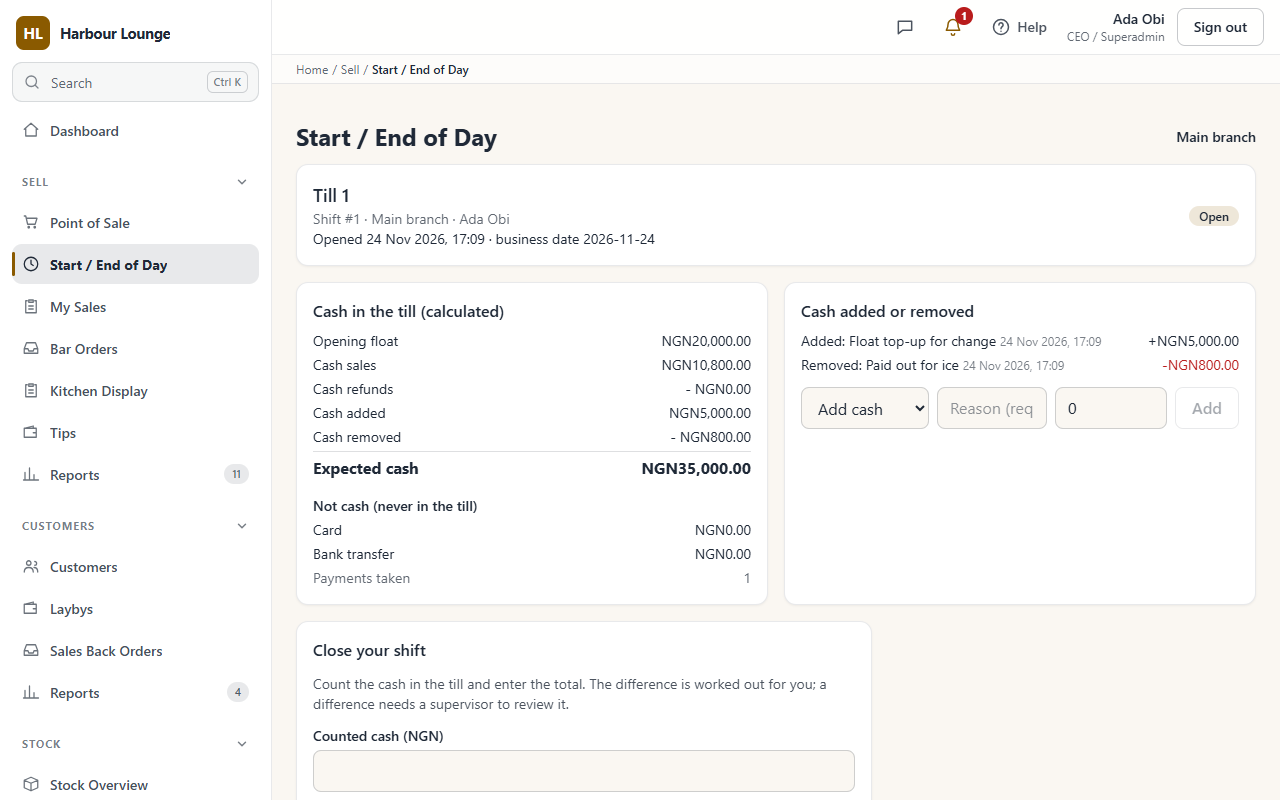 HL Harbour Lounge
Search Ctrl K
Dashboard
SELL
Point of Sale
Start / End of Day
My Sales
Bar Orders
Kitchen Display
Tips
Reports 11
CUSTOMERS
Customers
Laybys
Sales Back Orders
Reports 4
STOCK
Stock Overview
1
Help
Ada Obi
CEO / Superadmin
Sign out
Home / Sell / Start / End of Day
Start / End of Day
Main branch
Till 1
Shift #1 · Main branch · Ada Obi
Opened 24 Nov 2026, 17:09 · business date 2026-11-24
Open
Cash in the till (calculated)
Opening float NGN20,000.00
Cash sales NGN10,800.00
Cash refunds - NGN0.00
Cash added NGN5,000.00
Cash removed - NGN800.00
Expected cash NGN35,000.00
Not cash (never in the till)
Card NGN0.00
Bank transfer NGN0.00
Payments taken 1
Cash added or removed
Added: Float top-up for change 24 Nov 2026, 17:09 +NGN5,000.00
Removed: Paid out for ice 24 Nov 2026, 17:09 -NGN800.00
Add cash Reason (req 0 Add
Close your shift
Count the cash in the till and enter the total. The difference is worked out for you; a
difference needs a supervisor to review it.
Counted cash (NGN)